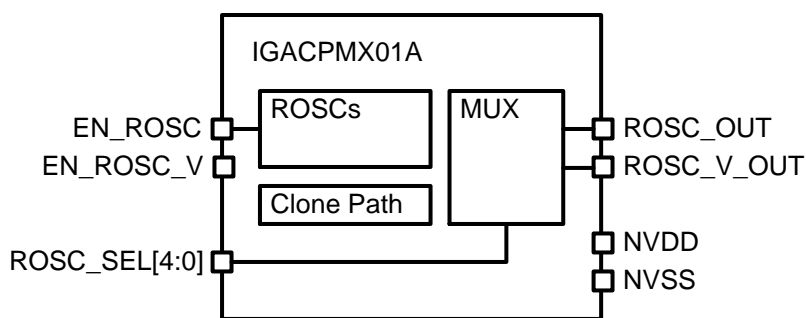 IGACPMX01A
ROSCs
MUX
EN_ROSC
ROSC_OUT
EN_ROSC_V
ROSC_V_OUT
Clone Path
NVDD
ROSC_SEL[4:0]
NVSS